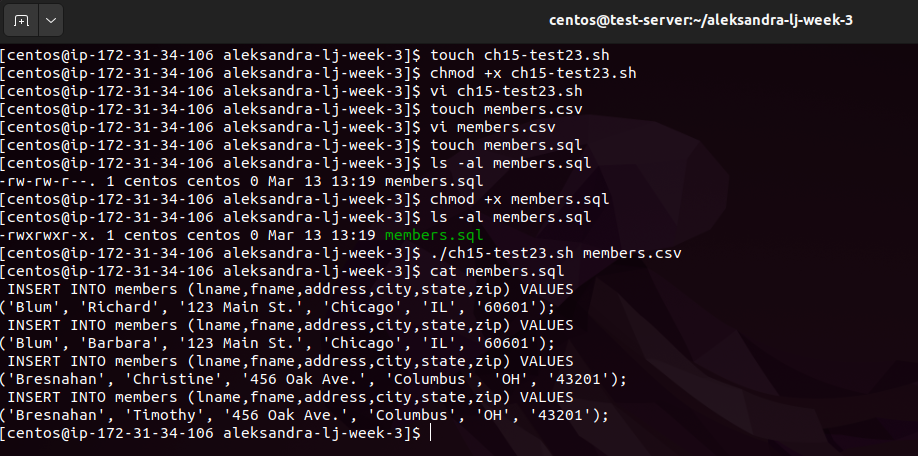 centos@test-server:~/aleksandra-lj-week-3
[centos@ip-172-31-34-106 aleksandra-lj-week-3]$ touch ch15-test23.sh
[centos@ip-172-31-34-106 aleksandra-lj-week-3]$ chmod +x ch15-test23.sh
[centos@ip-172-31-34-106 aleksandra-lj-week-3]$ vi ch15-test23.sh
[centos@ip-172-31-34-106 aleksandra-lj-week-3]$ touch members.csv
[centos@ip-172-31-34-106 aleksandra-lj-week-3]$ vi members.csv
[centos@ip-172-31-34-106 aleksandra-lj-week-3]$ touch members.sql
[centos@ip-172-31-34-106 aleksandra-lj-week-3]$ ls -al members.sql
-rw-rw-r--. 1 centos centos 0 Mar 13 13:19 members.sql
[centos@ip-172-31-34-106 aleksandra-lj-week-3]$ chmod +x members.sql
[centos@ip-172-31-34-106 aleksandra-lj-week-3]$ ls -al members.sql
-rwxrwxr-x. 1 centos centos 0 Mar 13 13:19 members.sql
[centos@ip-172-31-34-106 aleksandra-lj-week-3]$ ./ch15-test23.sh members.csv
[centos@ip-172-31-34-106 aleksandra-lj-week-3]$ cat members.sql
 INSERT INTO members (lname,fname,address,city,state,zip) VALUES
('Blum', 'Richard', '123 Main St.', 'Chicago', 'IL', '60601');
 INSERT INTO members (lname,fname,address,city,state,zip) VALUES
('Blum', 'Barbara', '123 Main St.', 'Chicago', 'IL', '60601');
 INSERT INTO members (lname,fname,address,city,state,zip) VALUES
('Bresnahan', 'Christine', '456 Oak Ave.', 'Columbus', 'OH', '43201');
 INSERT INTO members (lname,fname,address,city,state,zip) VALUES
('Bresnahan', 'Timothy', '456 Oak Ave.', 'Columbus', 'OH', '43201');
[centos@ip-172-31-34-106 aleksandra-lj-week-3]$